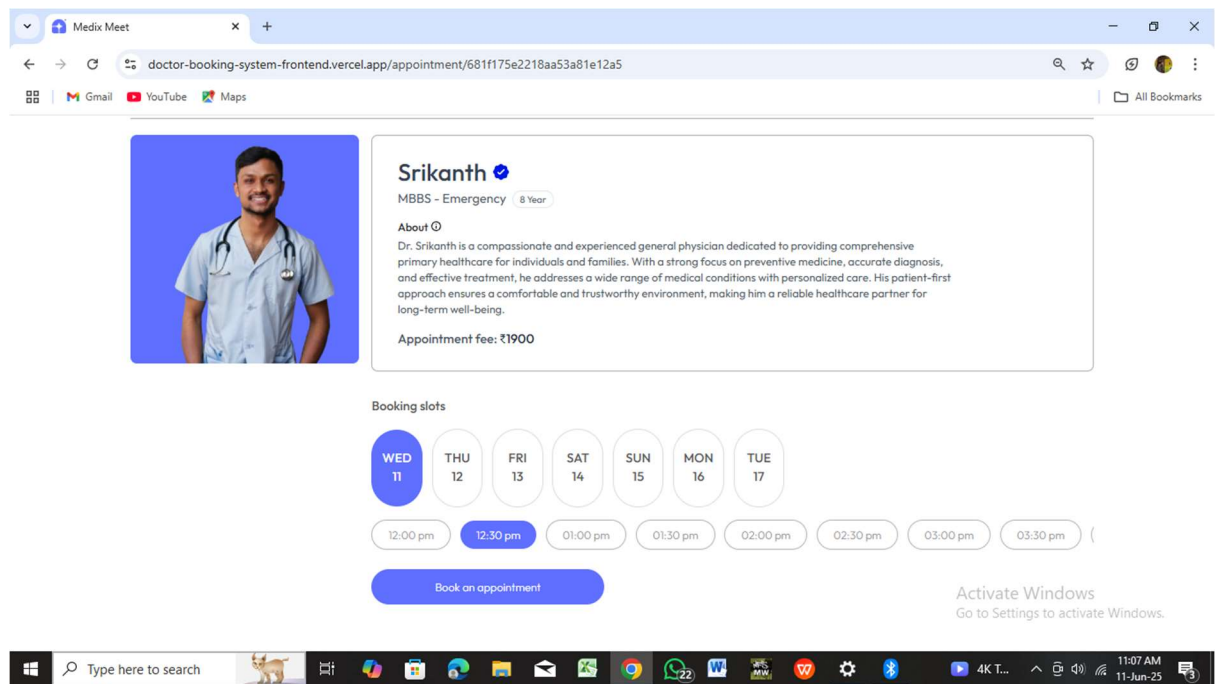 Medix Meet
doctor-booking-system-frontend.vercel.app/appointment/681f175e2218aa53a81e12a5
Gmail YouTube Maps All Bookmarks
Srikanth
MBBS - Emergency 8 Year
About
Dr. Srikanth is a compassionate and experienced general physician dedicated to providing comprehensive
primary healthcare for individuals and families. With a strong focus on preventive medicine, accurate diagnosis,
and effective treatment, he addresses a wide range of medical conditions with personalized care. His patient-first
approach ensures a comfortable and trustworthy environment, making him a reliable healthcare partner for
long-term well-being.
Appointment fee: ₹1900
Booking slots
WED THU FRI SAT SUN MON TUE
11 12 13 14 15 16 17
12:00 pm 12:30 pm 01:00 pm 01:30 pm 02:00 pm 02:30 pm 03:00 pm 03:30 pm
Book an appointment
Activate Windows
Go to Settings to activate Windows.
Type here to search 22 4K T... 11:07 AM
11-Jun-25 3